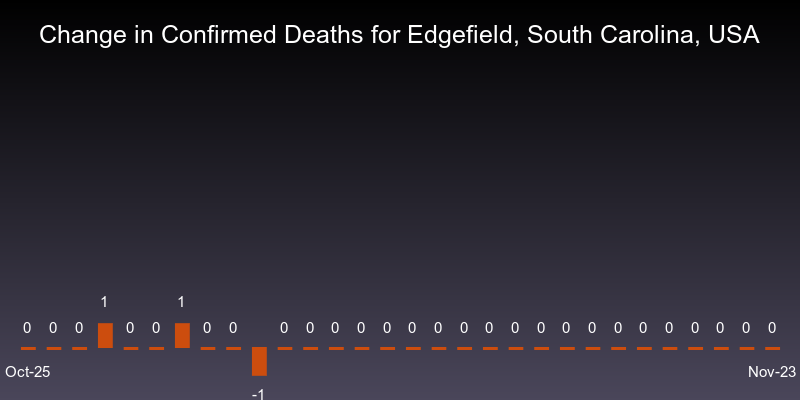 Change in Confirmed Deaths for Edgefield, South Carolina, USA
1 1
0 0 0 0 0 0 0 0 0 0 0 0 0 0 0 0 0 0 0 0 0 0 0 0 0 0 0
Oct-25 Nov-23
-1